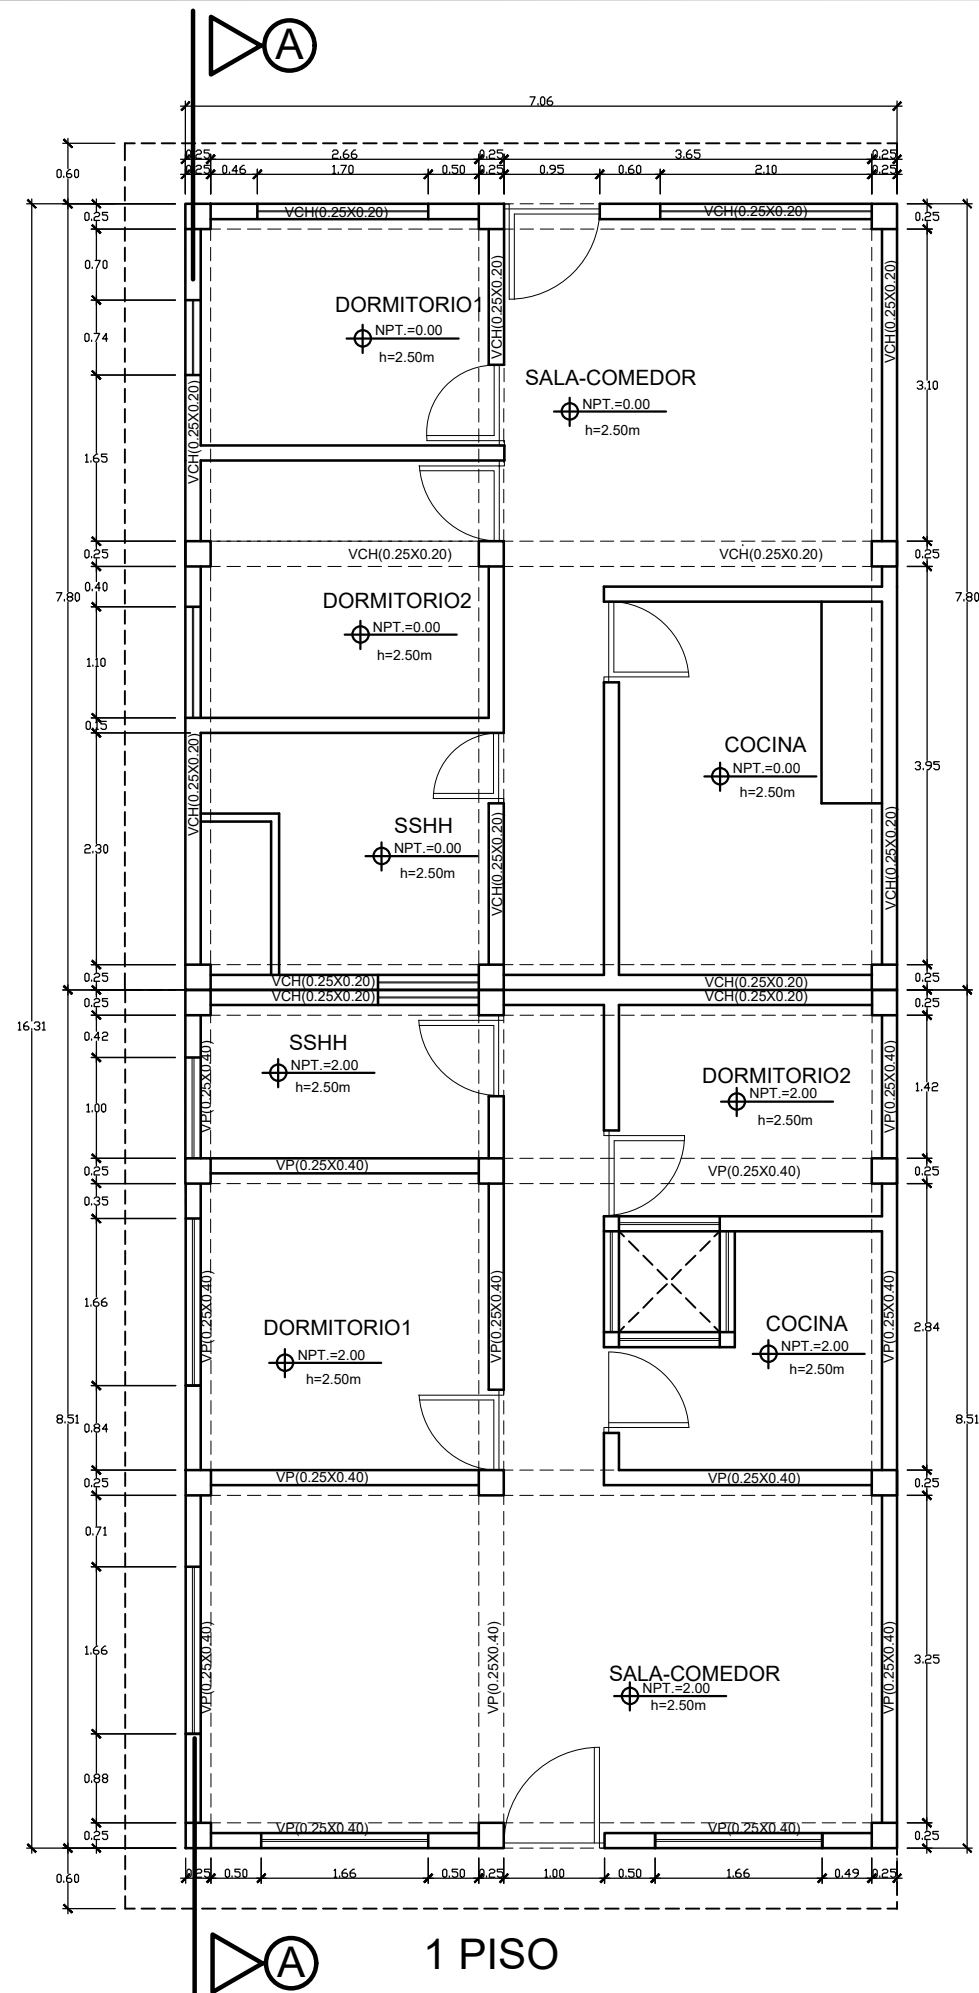 A
7.06
0.25 2.66 0.25 3.65 0.25
0.25 0.46 1.70 0.50 0.25 0.95 0.60 2.10 0.25
0.60
VCH(0.25X0.20) VCH(0.25X0.20)
0.25 0.25
0.70
VCH(0.25X0.20) VCH(0.25X0.20)
DORMITORIO1
NPT.=0.00
h=2.50m
0.74
SALA-COMEDOR
NPT.=0.00
h=2.50m
3.10
VCH(0.25X0.20)
1.65
0.25 VCH(0.25X0.20) VCH(0.25X0.20) 0.25
0.40
7.80 7.80
DORMITORIO2
NPT.=0.00
h=2.50m
1.10
0.15
COCINA
NPT.=0.00
h=2.50m
3.95
VCH(0.25X0.20)
SSHH
NPT.=0.00
h=2.50m
2.30
VCH(0.25X0.20) VCH(0.25X0.20)
0.25 VCH(0.25X0.20) VCH(0.25X0.20) 0.25
0.25 VCH(0.25X0.20) VCH(0.25X0.20) 0.25
16.31
0.42
SSHH
NPT.=2.00
h=2.50m
VP(0.25X0.40) VP(0.25X0.40)
DORMITORIO2
NPT.=2.00
h=2.50m
1.00 1.42
0.25 VP(0.25X0.40) VP(0.25X0.40) 0.25
0.35
1.66
VP(0.25X0.40) VP(0.25X0.40) VP(0.25X0.40)
DORMITORIO1
NPT.=2.00
h=2.50m
COCINA
NPT.=2.00
h=2.50m
2.84
8.51 8.51
0.84
0.25 VP(0.25X0.40) VP(0.25X0.40) 0.25
0.71
1.66
VP(0.25X0.40) VP(0.25X0.40) VP(0.25X0.40)
SALA-COMEDOR
NPT.=2.00
h=2.50m
3.25
0.88
0.25 VP(0.25X0.40) VP(0.25X0.40) 0.25
0.60
0.25 0.50 1.66 0.50 0.25 1.00 0.50 1.66 0.49 0.25
A
1 PISO